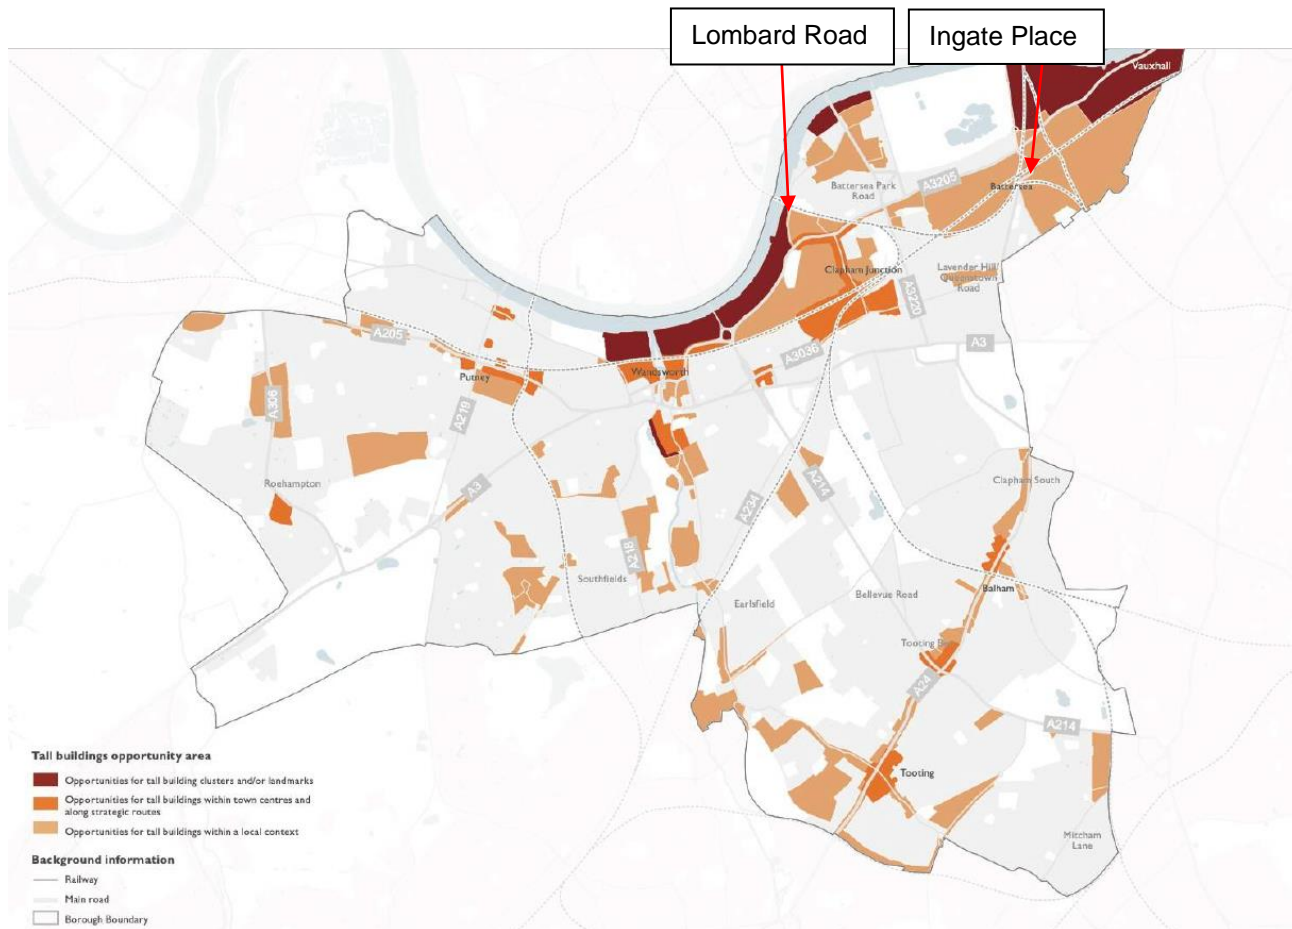 Lombard Road
Ingate Place
Vauxhall
Battersea Park
Road
A3205
Battersea
Clapham Junction
Lavender Hill/
Queenstown
Road
A3220
A3036
A3
A205
Putney
Wandsworth
A306
A219
Roehampton
A3
A218
Southfields
A234
A214
Clapham South
Earlsfield
Bellevue Road
Balham
Tooting Bec
A24
A214
Tooting
Mitcham
Lane
Tall buildings opportunity area
Opportunities for tall building clusters and/or landmarks
Opportunities for tall buildings within town centres and
along strategic routes
Opportunities for tall buildings within a local context
Background information
Railway
Main road
Borough Boundary